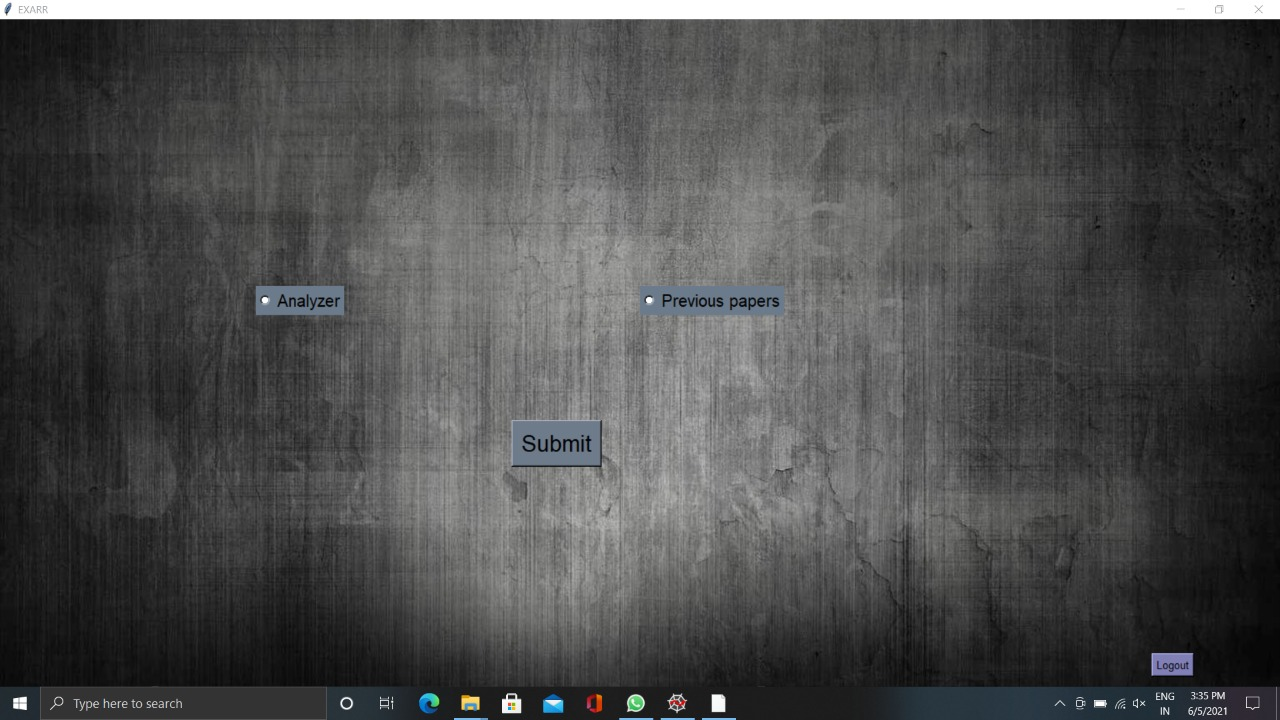 EXARR
Analyzer
Previous papers
Submit
Logout
Type here to search
ENG
IN
3:35 PM
6/5/2021